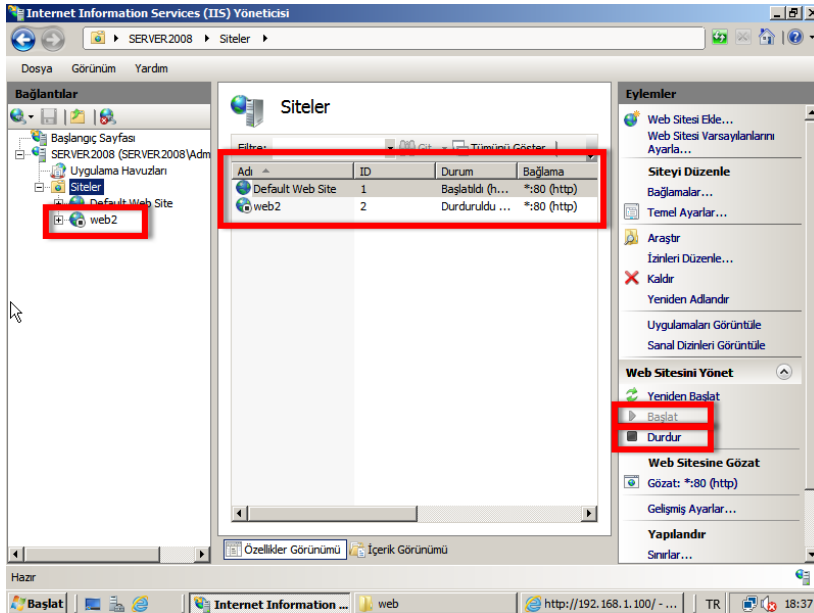 Internet Information Services (IIS) Yöneticisi
SERVER2008 Siteler
Dosya Görünüm Yardım
Bağlantılar
Başlangıç Sayfası
SERVER2008 (SERVER2008\Adm
Uygulama Havuzları
Siteler
Default Web Site
web2
Siteler
Filtre: Git Tümünü Göster
Adı ID Durum Bağlama
Default Web Site 1 Başlatıldı (h... *:80 (http)
web2 2 Durduruldu ... *:80 (http)
Özellikler Görünümü İçerik Görünümü
Eylemler
Web Sitesi Ekle...
Web Sitesi Varsayılanlarını
Ayarla...
Siteyi Düzenle
Bağlamalar...
Temel Ayarlar...
Araştır
İzinleri Düzenle...
Kaldır
Yeniden Adlandır
Uygulamaları Görüntüle
Sanal Dizinleri Görüntüle
Web Sitesini Yönet
Yeniden Başlat
Başlat
Durdur
Web Sitesine Gözat
Gözat: *:80 (http)
Gelişmiş Ayarlar...
Yapılandır
Sınırlar...
Hazır
Başlat Internet Information ... web http://192.168.1.100/ - ... TR 18:37